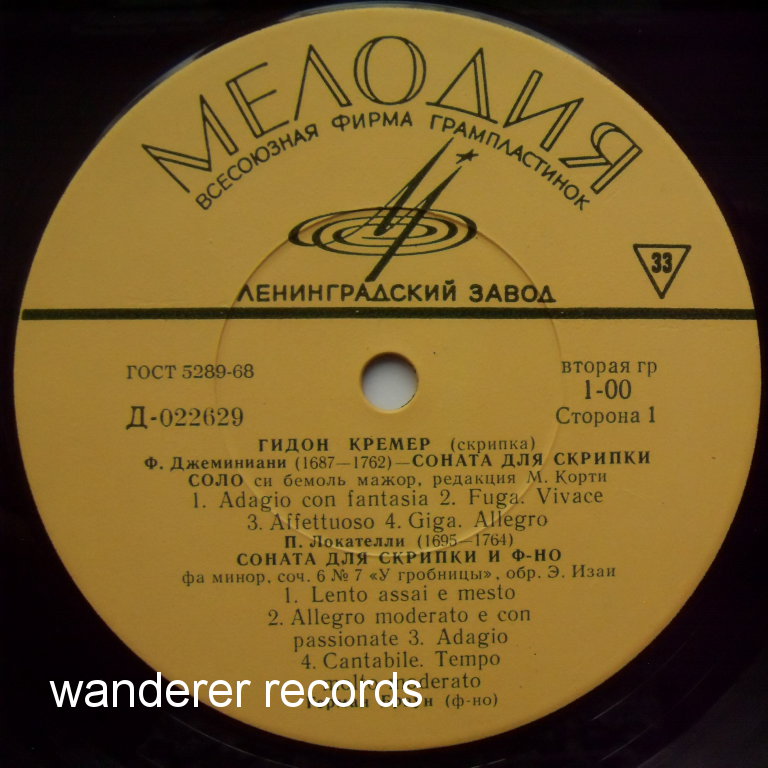 МЕЛОДИЯ
ВСЕСОЮЗНАЯ ФИРМА ГРАМПЛАСТИНОК
33
ЛЕНИНГРАДСКИЙ ЗАВОД
ГОСТ 5289-68
вторая гр
1-00
Д-022629
Сторона 1
ГИДОН КРЕМЕР (скрипка)
Ф. Джеминиани (1687—1762)—СОНАТА ДЛЯ СКРИПКИ
СОЛО си бемоль мажор, редакция М. Корти
1. Adagio con fantasia 2. Fuga. Vivace
3. Affettuoso 4. Giga. Allegro
П. Локателли (1695—1764)
СОНАТА ДЛЯ СКРИПКИ И Ф-НО
фа минор, соч. 6 № 7 «У гробницы», обр. Э. Изаи
1. Lento assai e mesto
2. Allegro moderato e con
passionate 3. Adagio
4. Cantabile. Tempo
molto moderato
wanderer records
(ф-но)